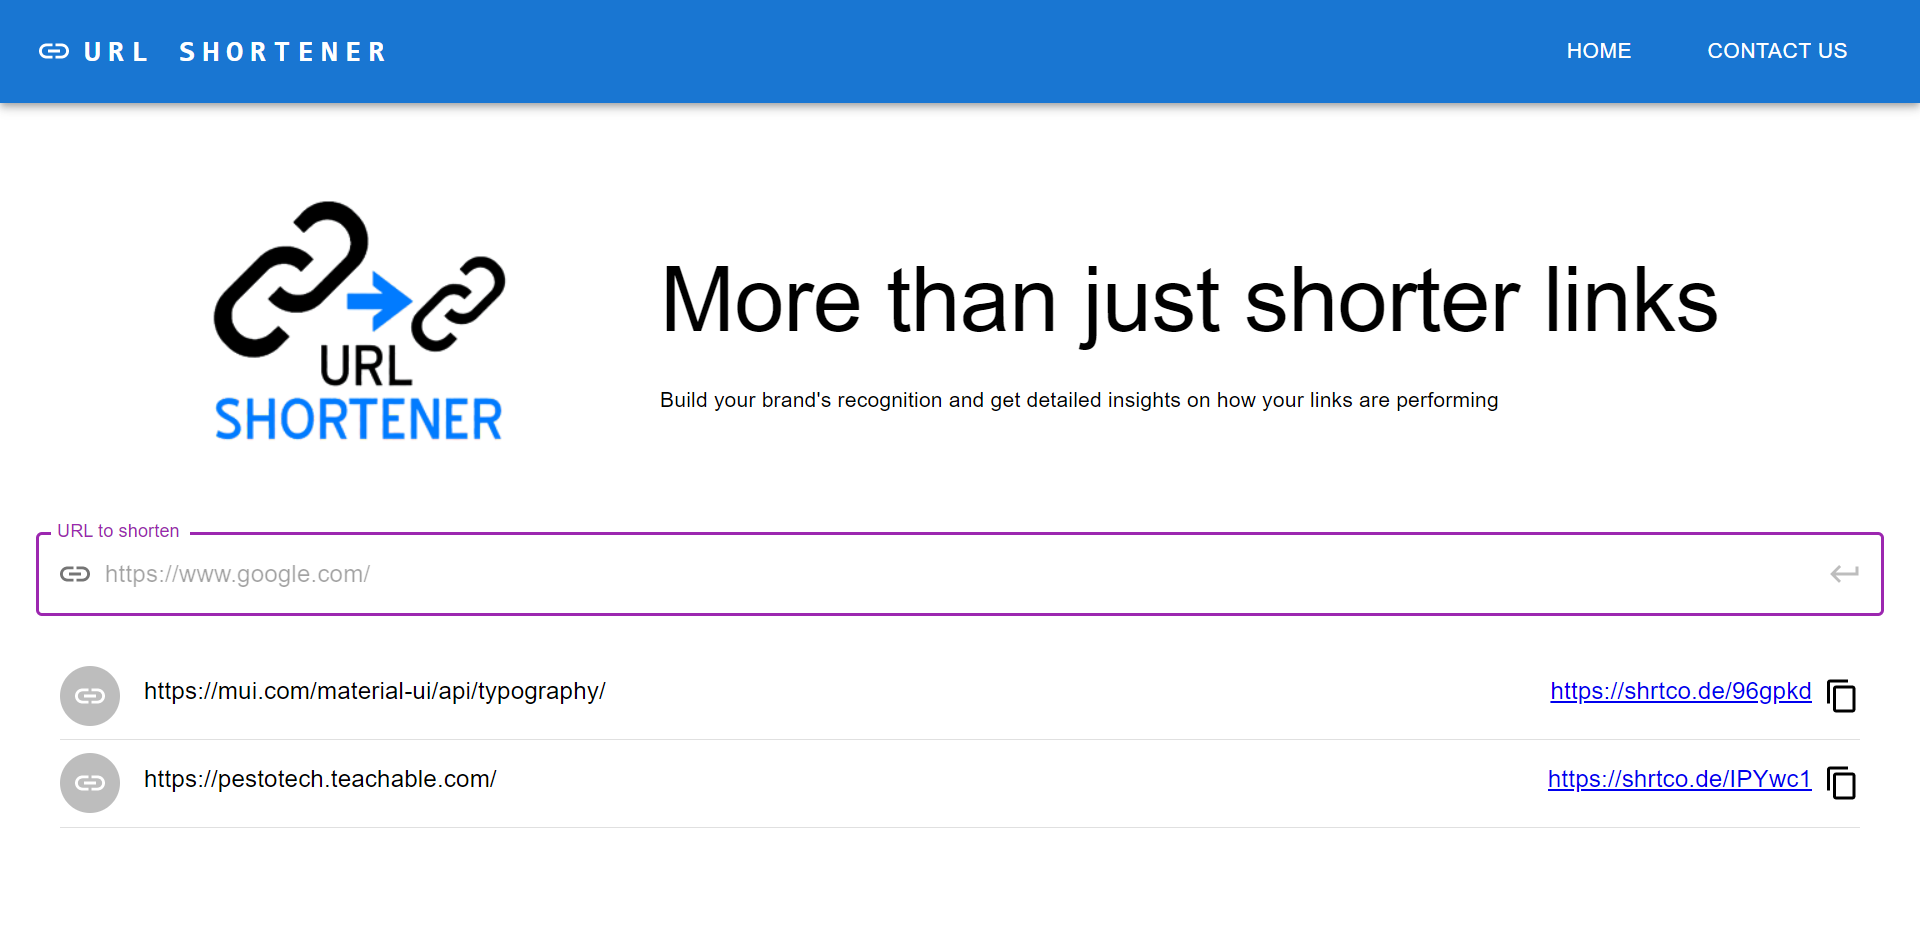 URL SHORTENER
HOME
CONTACT US
URL
SHORTENER
More than just shorter links
Build your brand's recognition and get detailed insights on how your links are performing
URL to shorten
https://www.google.com/
https://mui.com/material-ui/api/typography/
https://shrtco.de/96gpkd
https://pestotech.teachable.com/
https://shrtco.de/IPYwc1